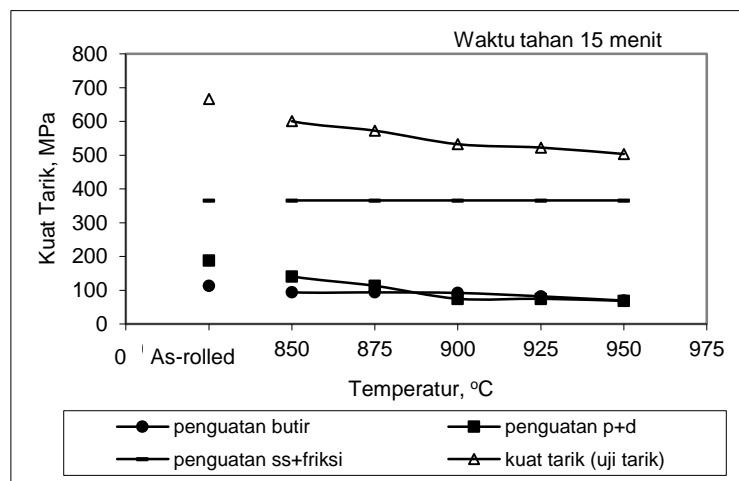 Waktu tahan 15 menit
800
700
600
500
400
300
200
100
0
Kuat Tarik, MPa
0 As-rolled 850 875 900 925 950 975
Temperatur, °C
penguatan butir penguatan p+d
penguatan ss+friksi kuat tarik (uji tarik)